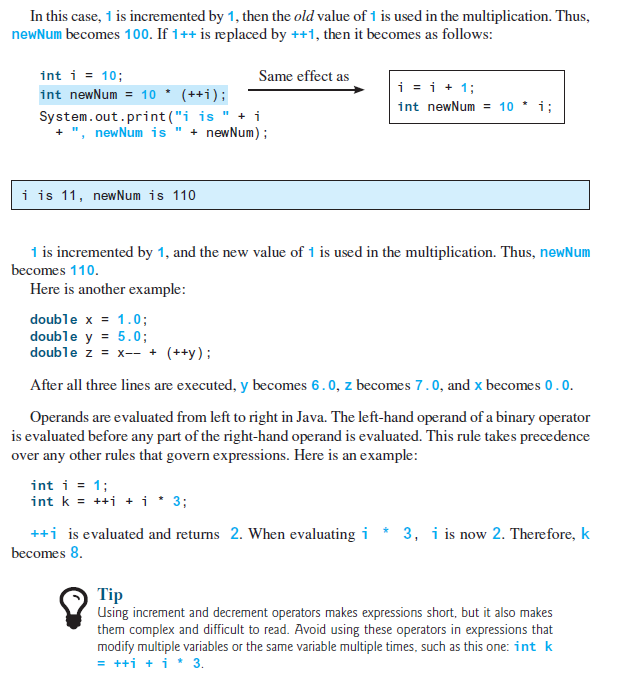 In this case, 1 is incremented by 1, then the old value of 1 is used in the multiplication. Thus,
newNum becomes 100. If 1++ is replaced by ++1, then it becomes as follows:
int i = 10;
int newNum = 10 * (++i);
System.out.print("i is " + i
+ ", newNum is " + newNum);
Same effect as
i = i + 1;
int newNum = 10 * i;
i is 11, newNum is 110
1 is incremented by 1, and the new value of 1 is used in the multiplication. Thus, newNum
becomes 110.
Here is another example:
double x = 1.0;
double y = 5.0;
double z = x-- + (++y);
After all three lines are executed, y becomes 6.0, z becomes 7.0, and x becomes 0.0.
Operands are evaluated from left to right in Java. The left-hand operand of a binary operator
is evaluated before any part of the right-hand operand is evaluated. This rule takes precedence
over any other rules that govern expressions. Here is an example:
int i = 1;
int k = ++i + i * 3;
++i is evaluated and returns 2. When evaluating i * 3, i is now 2. Therefore, k
becomes 8.
Tip
Using increment and decrement operators makes expressions short, but it also makes
them complex and difficult to read. Avoid using these operators in expressions that
modify multiple variables or the same variable multiple times, such as this one: int k
= ++i + i * 3.